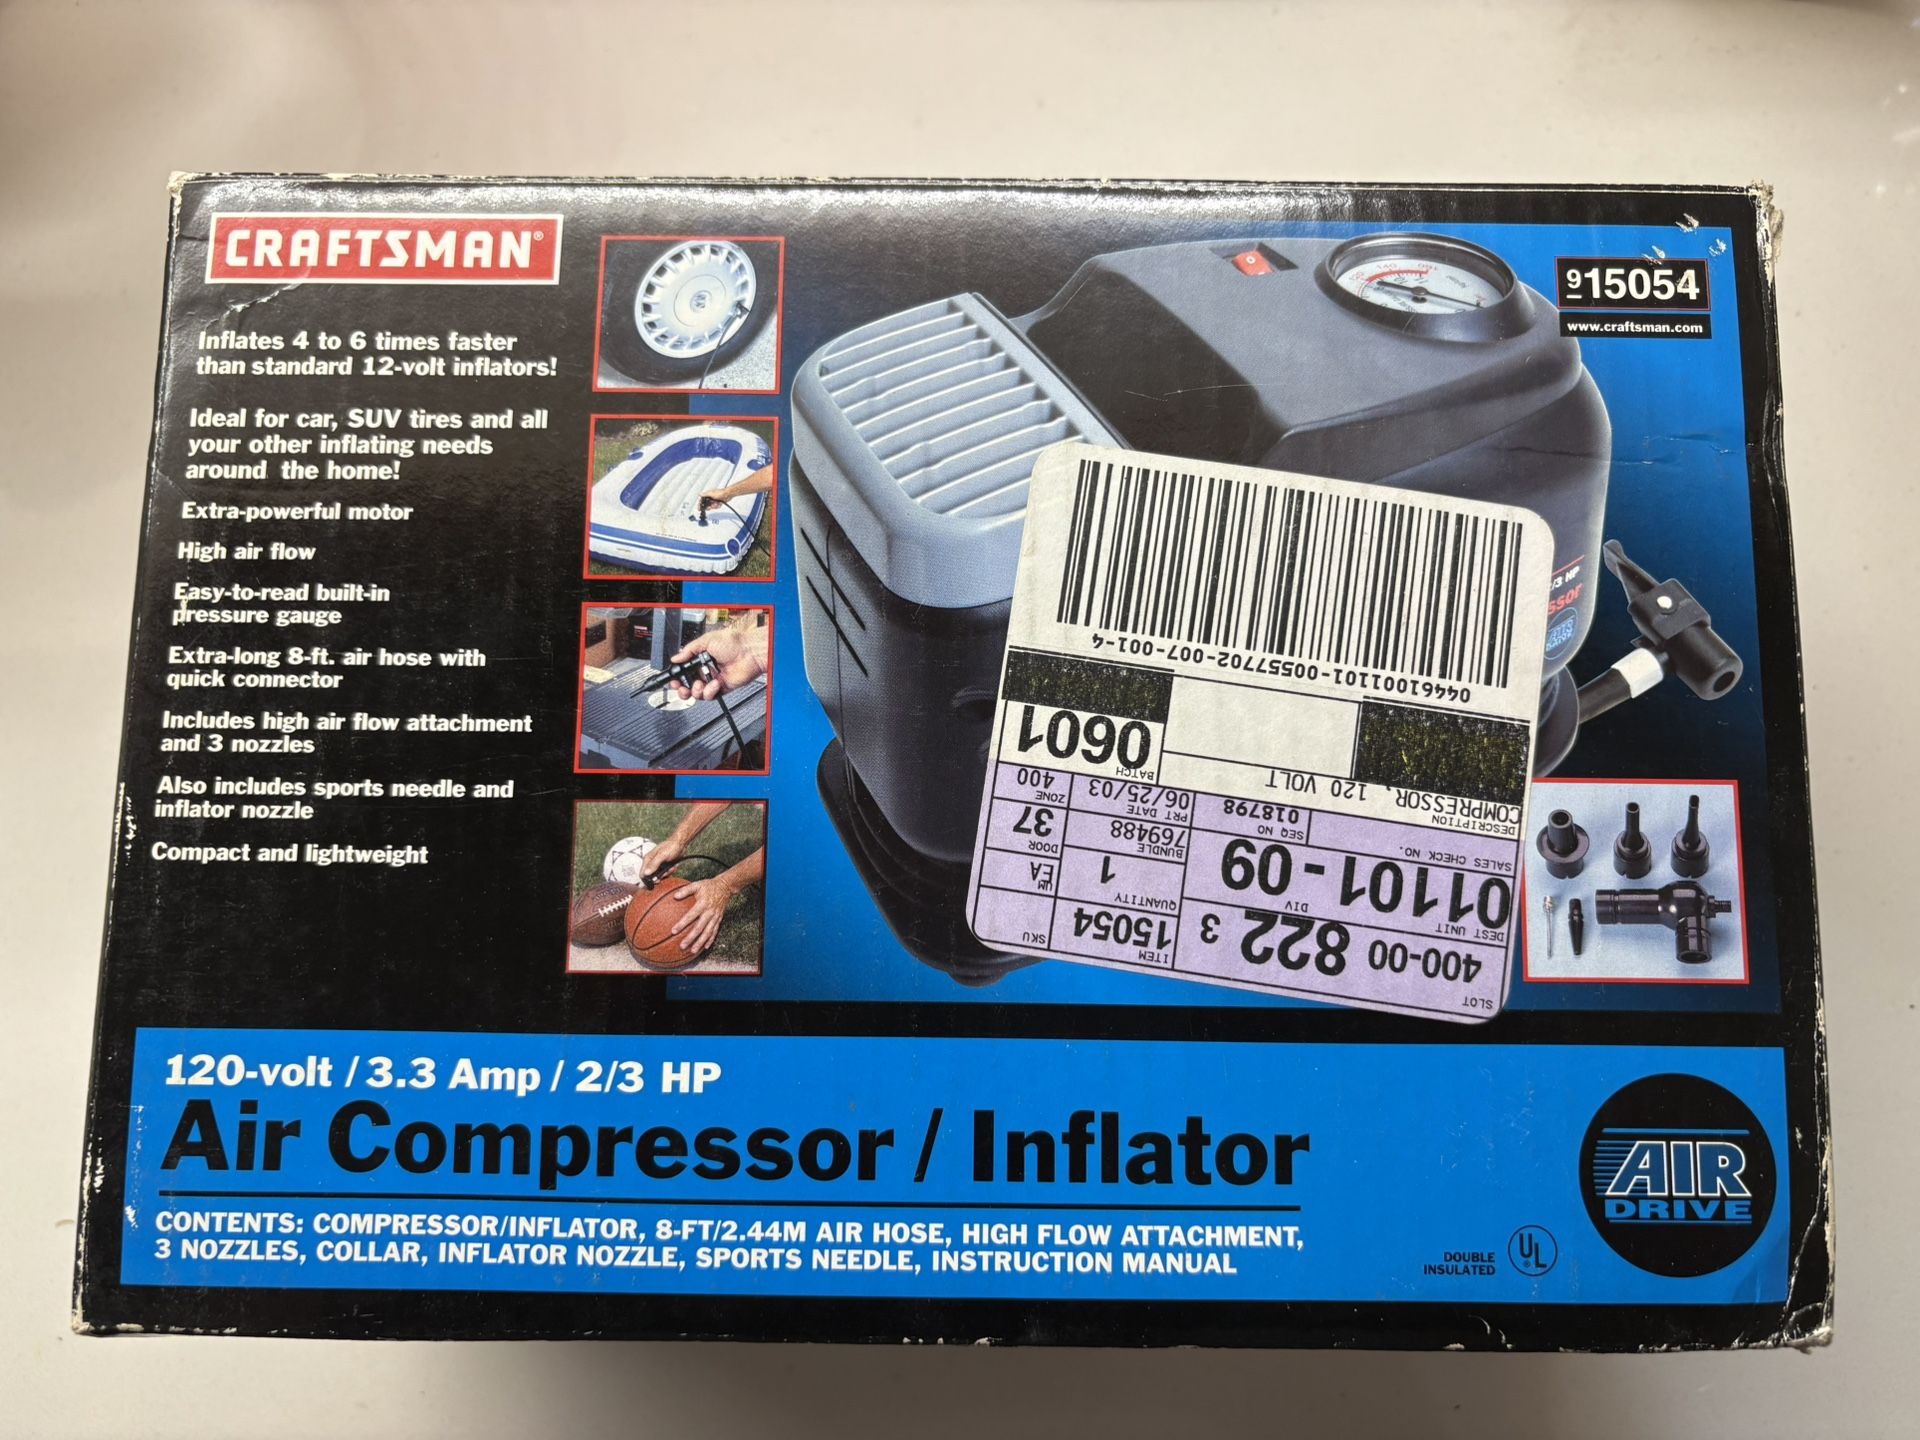 CRAFTSMAN®
Inflates 4 to 6 times faster
than standard 12-volt inflators!
Ideal for car, SUV tires and all
your other inflating needs
around the home!
Extra-powerful motor
High air flow
Easy-to-read built-in
pressure gauge
Extra-long 8-ft. air hose with
quick connector
Includes high air flow attachment
and 3 nozzles
Also includes sports needle and
inflator nozzle
Compact and lightweight
915054
www.craftsman.com
/3 HP
SLOT
400-00 822 3
ITEM
15054
SKU
DEST UNIT
DIV
01101-09
QUANTITY
1
UM
EA
SALES CHECK NO.
SEQ NO
018798
BUNDLE
769488
DOOR
37
DESCRIPTION
COMPRESSOR, 120 VOLT
PRT DATE
06/25/03
ZONE
400
BATCH
0601
04461001101-00557702-007-001-4
120-volt / 3.3 Amp / 2/3 HP
Air Compressor / Inflator
CONTENTS: COMPRESSOR/INFLATOR, 8-FT/2.44M AIR HOSE, HIGH FLOW ATTACHMENT,
3 NOZZLES, COLLAR, INFLATOR NOZZLE, SPORTS NEEDLE, INSTRUCTION MANUAL
DOUBLE
INSULATED
UL
AIR
DRIVE